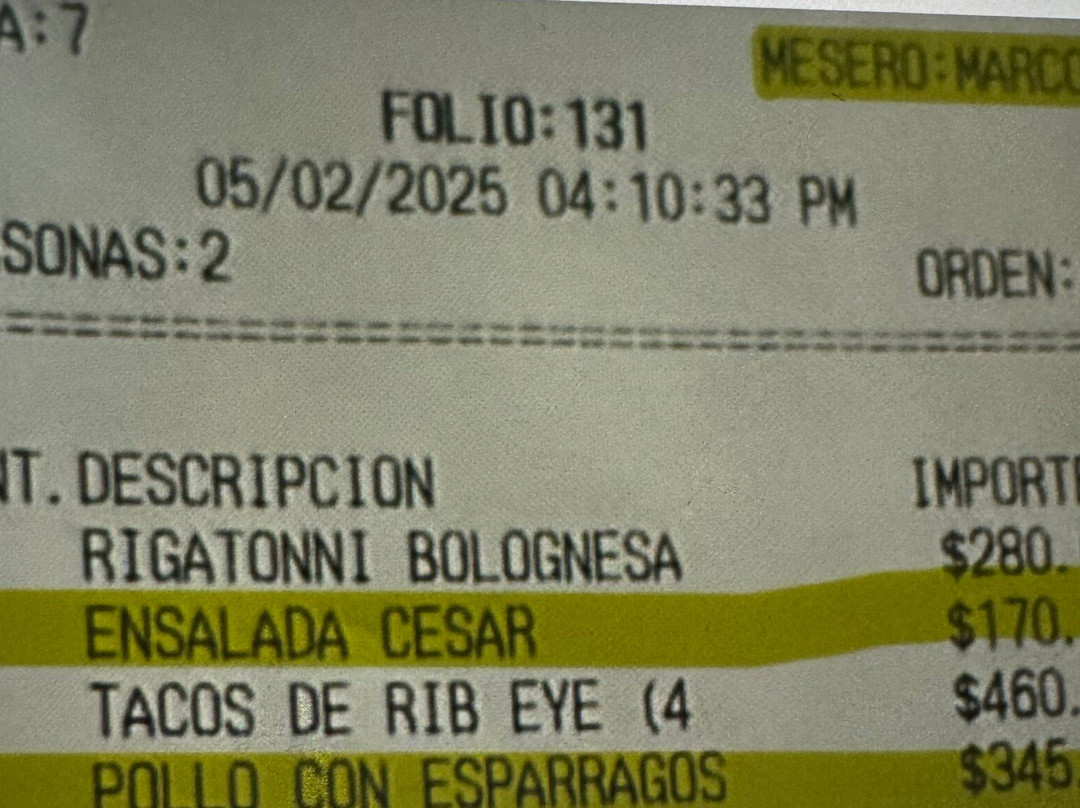 A:7 MESERO:MARCO
FOLIO:131
05/02/2025 04:10:33 PM
SONAS:2 ORDEN:
NT. DESCRIPCION IMPORTE
RIGATONNI BOLOGNESA $280.
ENSALADA CESAR $170.
TACOS DE RIB EYE (4 $460.
POLLO CON ESPARRAGOS $345